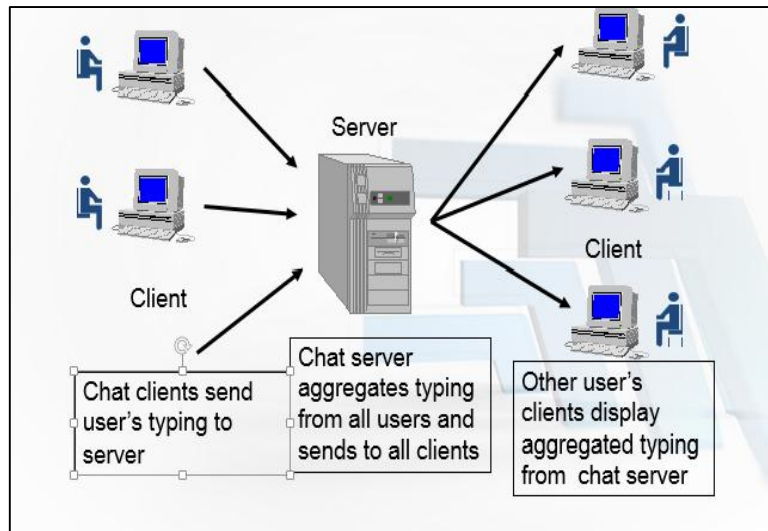 Server
Client
Client
Chat clients send
user's typing to
server
Chat server
aggregates typing
from all users and
sends to all clients
Other user's
clients display
aggregated typing
from chat server